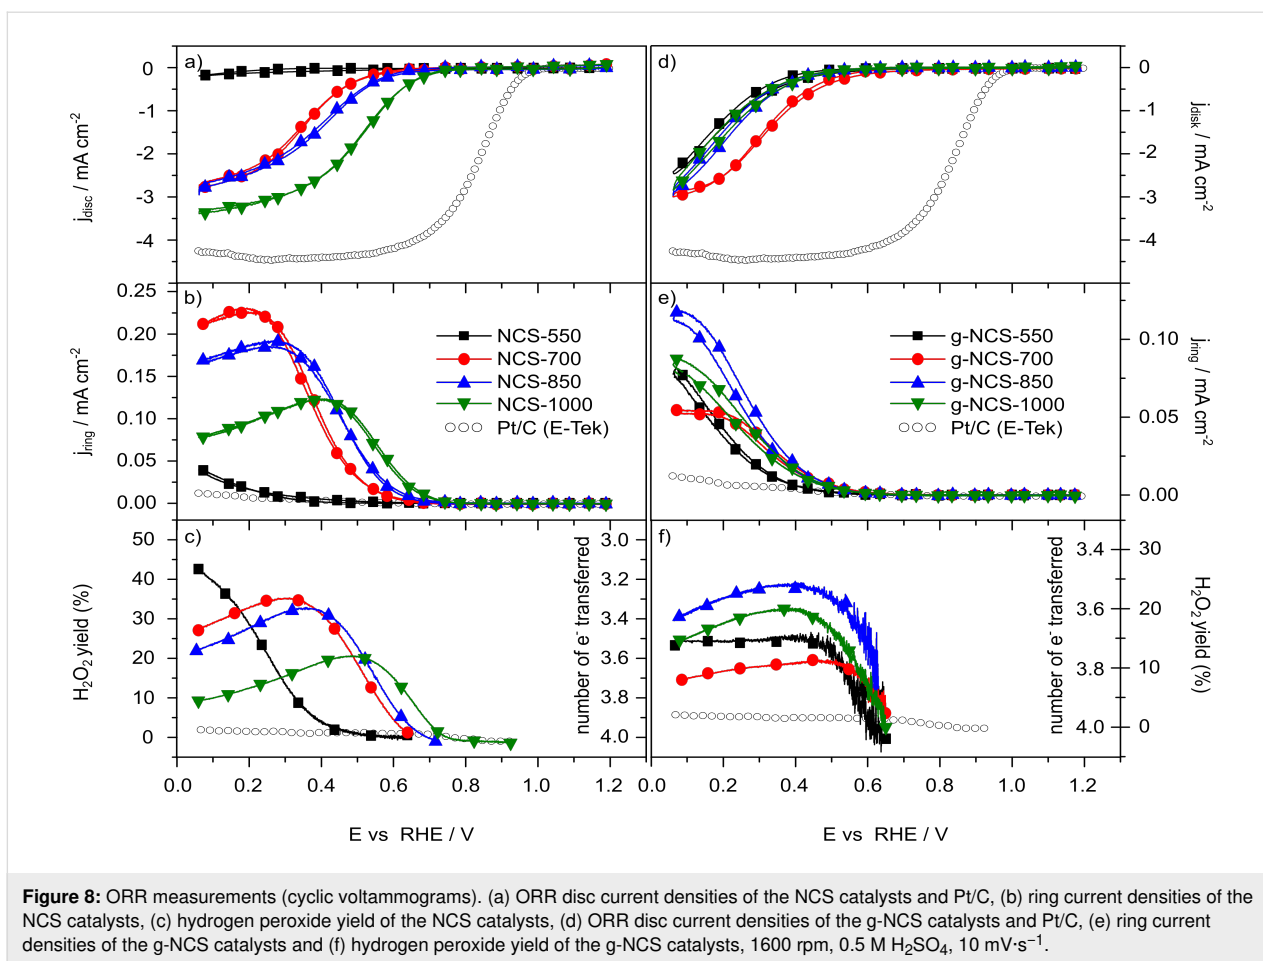 a)
0
-1
-2
-3
-4
j_disc / mA cm⁻²
d)
0
-1
-2
-3
-4
j_disk / mA cm⁻²
b)
0.25
0.20
0.15
0.10
0.05
0.00
j_ring / mA cm⁻²
NCS-550
NCS-700
NCS-850
NCS-1000
Pt/C (E-Tek)
e)
g-NCS-550
g-NCS-700
g-NCS-850
g-NCS-1000
Pt/C (E-Tek)
0.10
0.05
0.00
j_ring / mA cm⁻²
c)
50
40
30
20
10
0
H₂O₂ yield (%)
3.0
3.2
3.4
3.6
3.8
4.0
number of e⁻ transferred
0.0 0.2 0.4 0.6 0.8 1.0 1.2
E vs RHE / V
f)
3.4
3.6
3.8
4.0
number of e⁻ transferred
30
20
10
0
H₂O₂ yield (%)
0.0 0.2 0.4 0.6 0.8 1.0 1.2
E vs RHE / V
Figure 8: ORR measurements (cyclic voltammograms). (a) ORR disc current densities of the NCS catalysts and Pt/C, (b) ring current densities of the
NCS catalysts, (c) hydrogen peroxide yield of the NCS catalysts, (d) ORR disc current densities of the g-NCS catalysts and Pt/C, (e) ring current
densities of the g-NCS catalysts and (f) hydrogen peroxide yield of the g-NCS catalysts, 1600 rpm, 0.5 M H₂SO₄, 10 mV·s⁻¹.